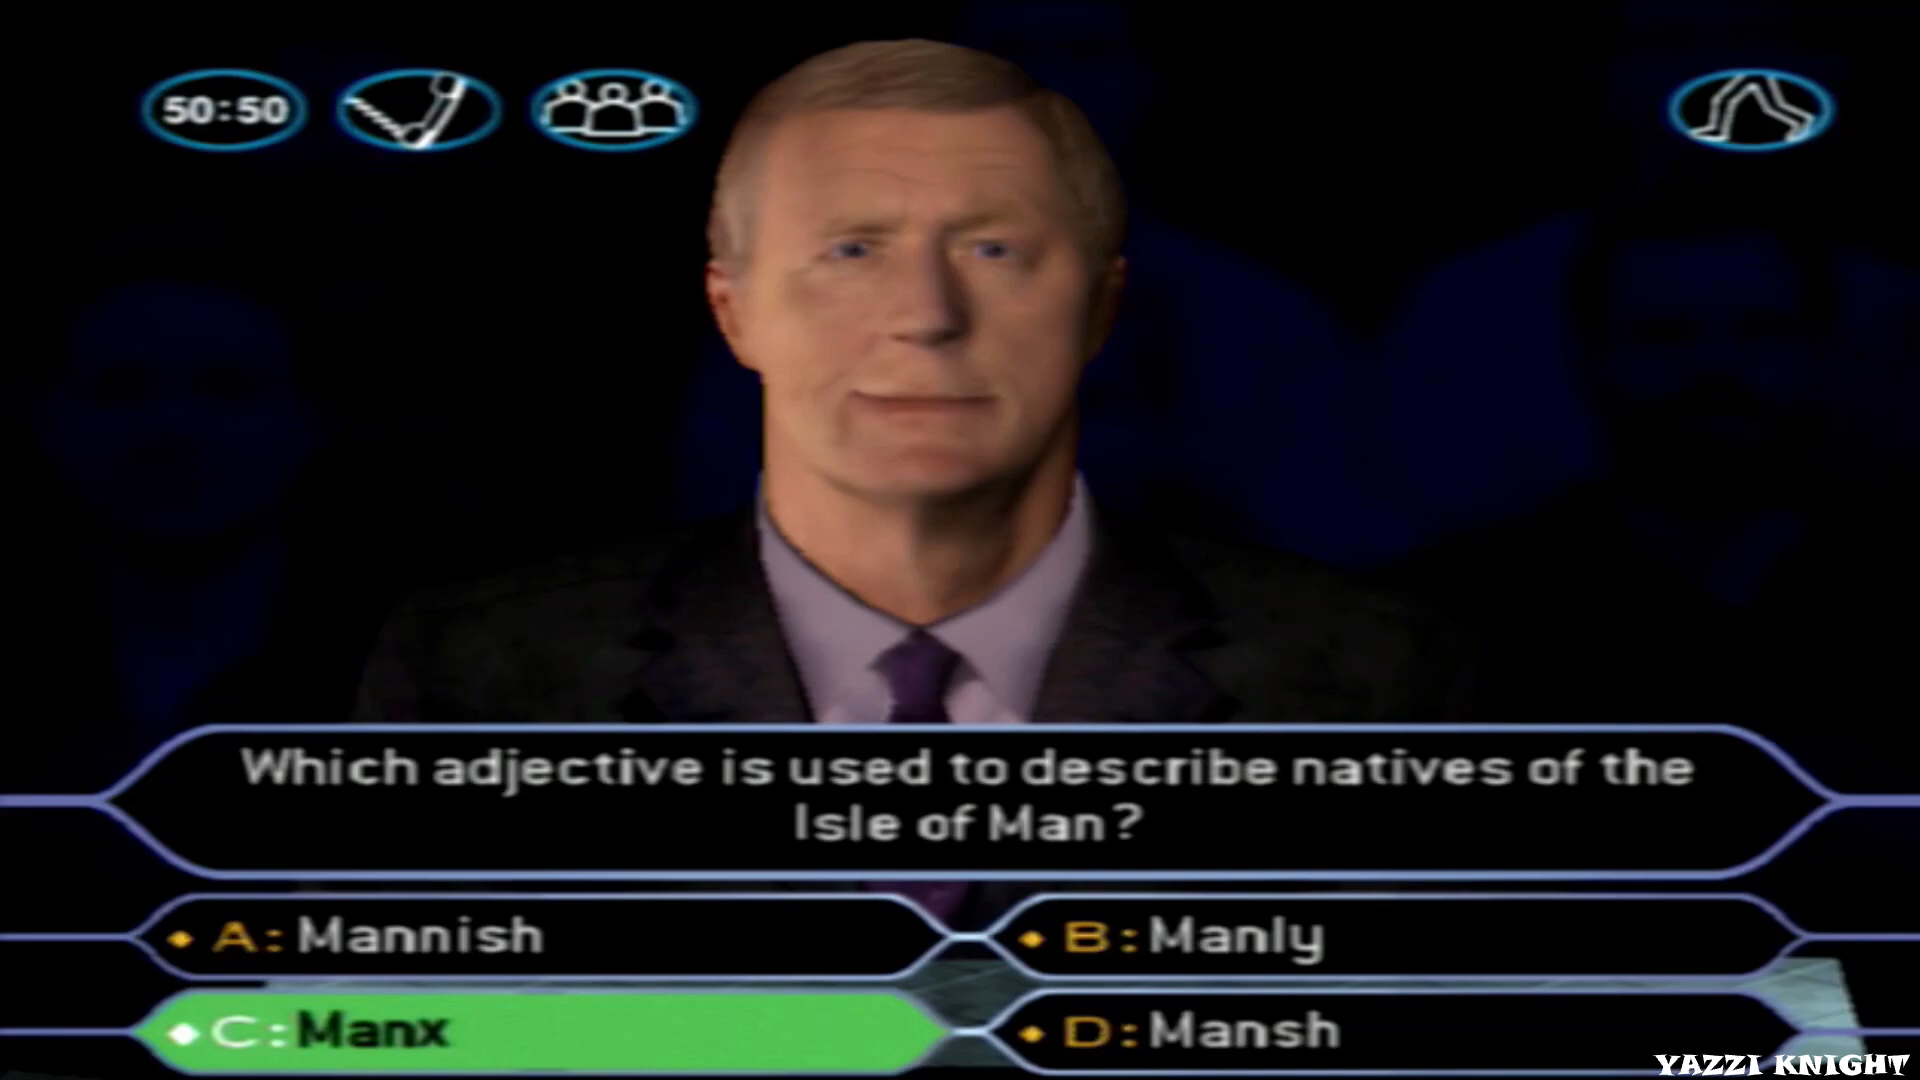 50:50
Which adjective is used to describe natives of the
Isle of Man?
A: Mannish
B: Manly
C: Manx
D: Mansh
YAZZI KNIGHT